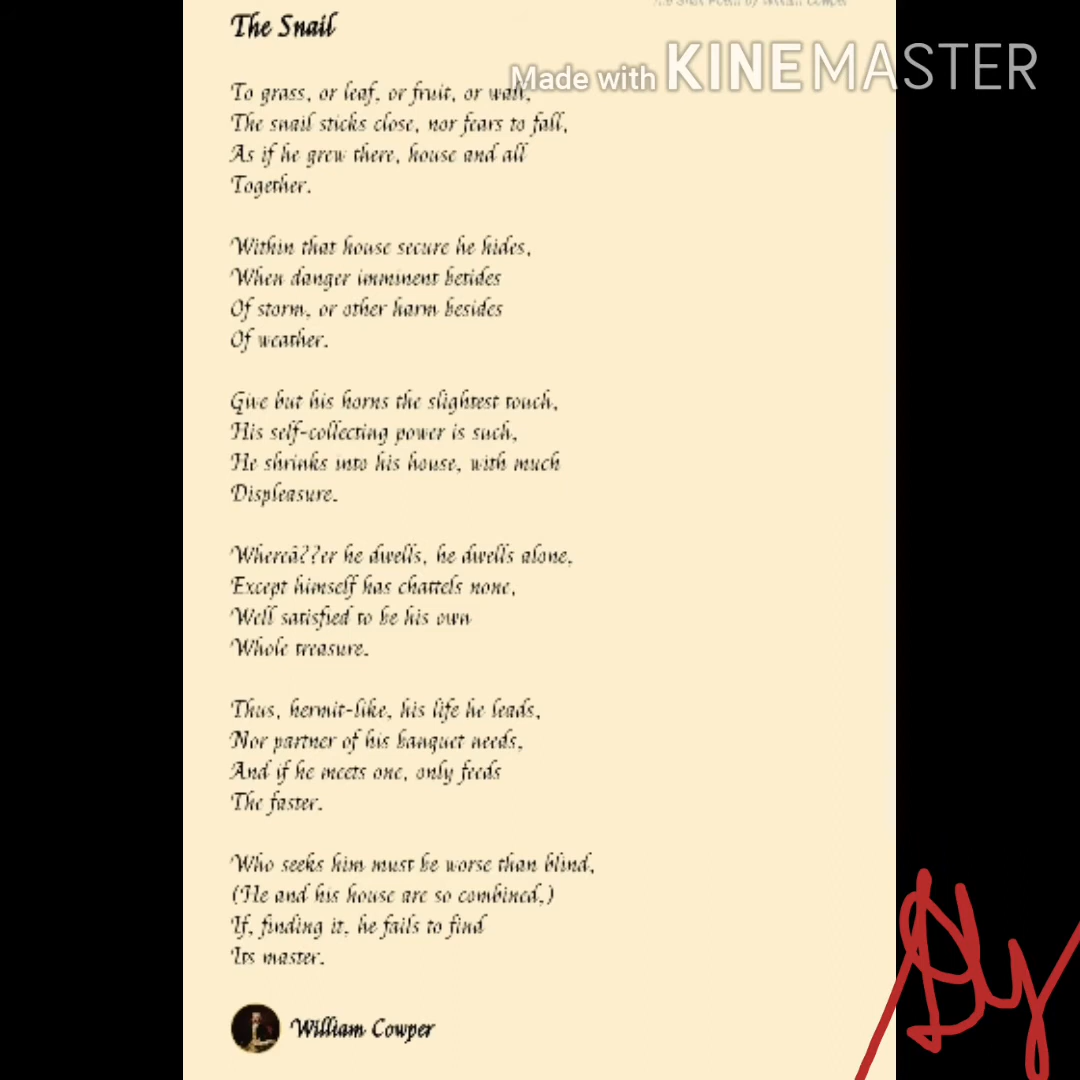 The Snail Poem by William Cowper
The Snail
Made with KINEMASTER
To grass, or leaf, or fruit, or wall,
The snail sticks close, nor fears to fall,
As if he grew there, house and all
Together.
Within that house secure he hides,
When danger imminent betides
Of storm, or other harm besides
Of weather.
Give but his horns the slightest touch,
His self-collecting power is such,
He shrinks into his house, with much
Displeasure.
Whereâ??er he dwells, he dwells alone,
Except himself has chattels none,
Well satisfied to be his own
Whole treasure.
Thus, hermit-like, his life he leads,
Nor partner of his banquet needs,
And if he meets one, only feeds
The faster.
Who seeks him must be worse than blind,
(He and his house are so combined,)
If, finding it, he fails to find
Its master.
William Cowper